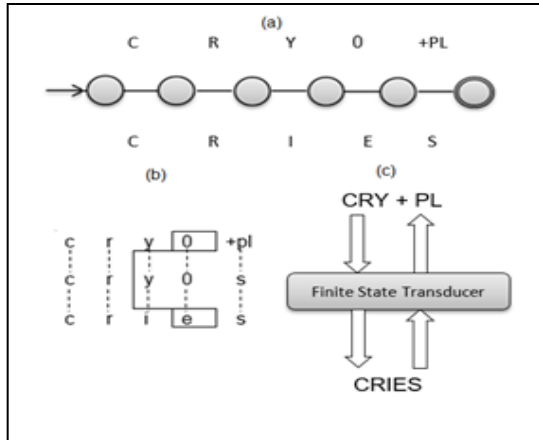 (a)
C R Y 0 +PL
C R I E S
(b)
c r y 0 +pl
c r y 0 s
c r i e s
(c)
CRY + PL
Finite State Transducer
CRIES